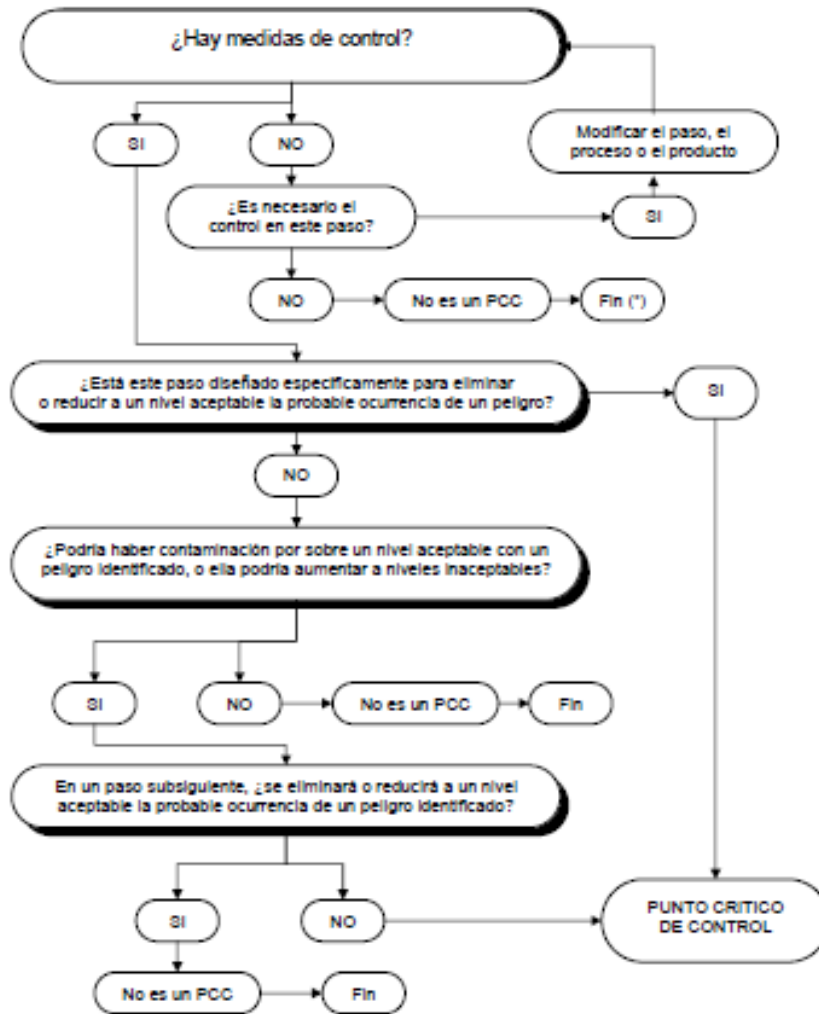 ¿Hay medidas de control?
SI
NO
Modificar el paso, el
proceso o el producto
¿Es necesario el
control en este paso?
SI
NO
No es un PCC
Fin (*)
¿Está este paso diseñado específicamente para eliminar
o reducir a un nivel aceptable la probable ocurrencia de un peligro?
SI
NO
¿Podría haber contaminación por sobre un nivel aceptable con un
peligro identificado, o ella podría aumentar a niveles inaceptables?
SI
NO
No es un PCC
Fin
En un paso subsiguiente, ¿se eliminará o reducirá a un nivel
aceptable la probable ocurrencia de un peligro identificado?
SI
NO
PUNTO CRITICO
DE CONTROL
No es un PCC
Fin